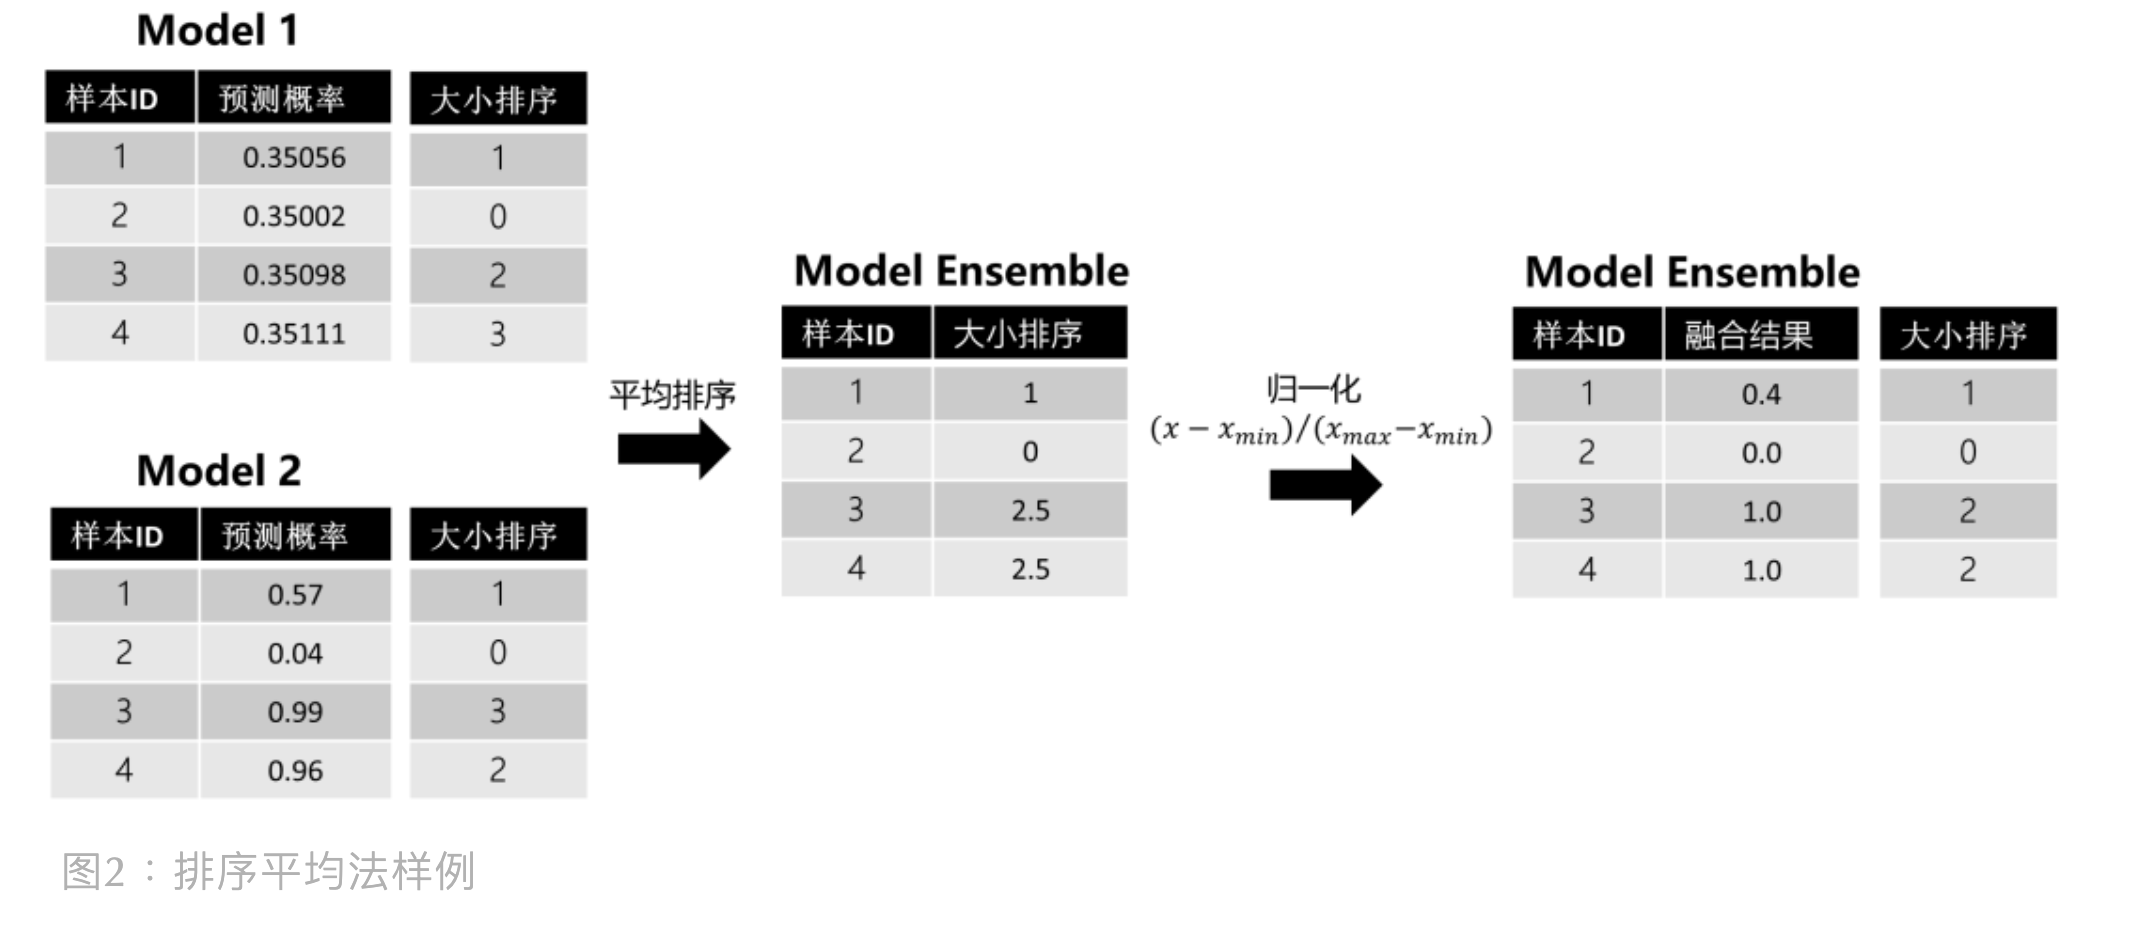 Model 1
样本ID 预测概率 大小排序
1 0.35056 1
2 0.35002 0
3 0.35098 2
4 0.35111 3
Model 2
样本ID 预测概率 大小排序
1 0.57 1
2 0.04 0
3 0.99 3
4 0.96 2
平均排序
Model Ensemble
样本ID 大小排序
1 1
2 0
3 2.5
4 2.5
归一化
(x − xmin)/(xmax−xmin)
Model Ensemble
样本ID 融合结果 大小排序
1 0.4 1
2 0.0 0
3 1.0 2
4 1.0 2
图2：排序平均法样例